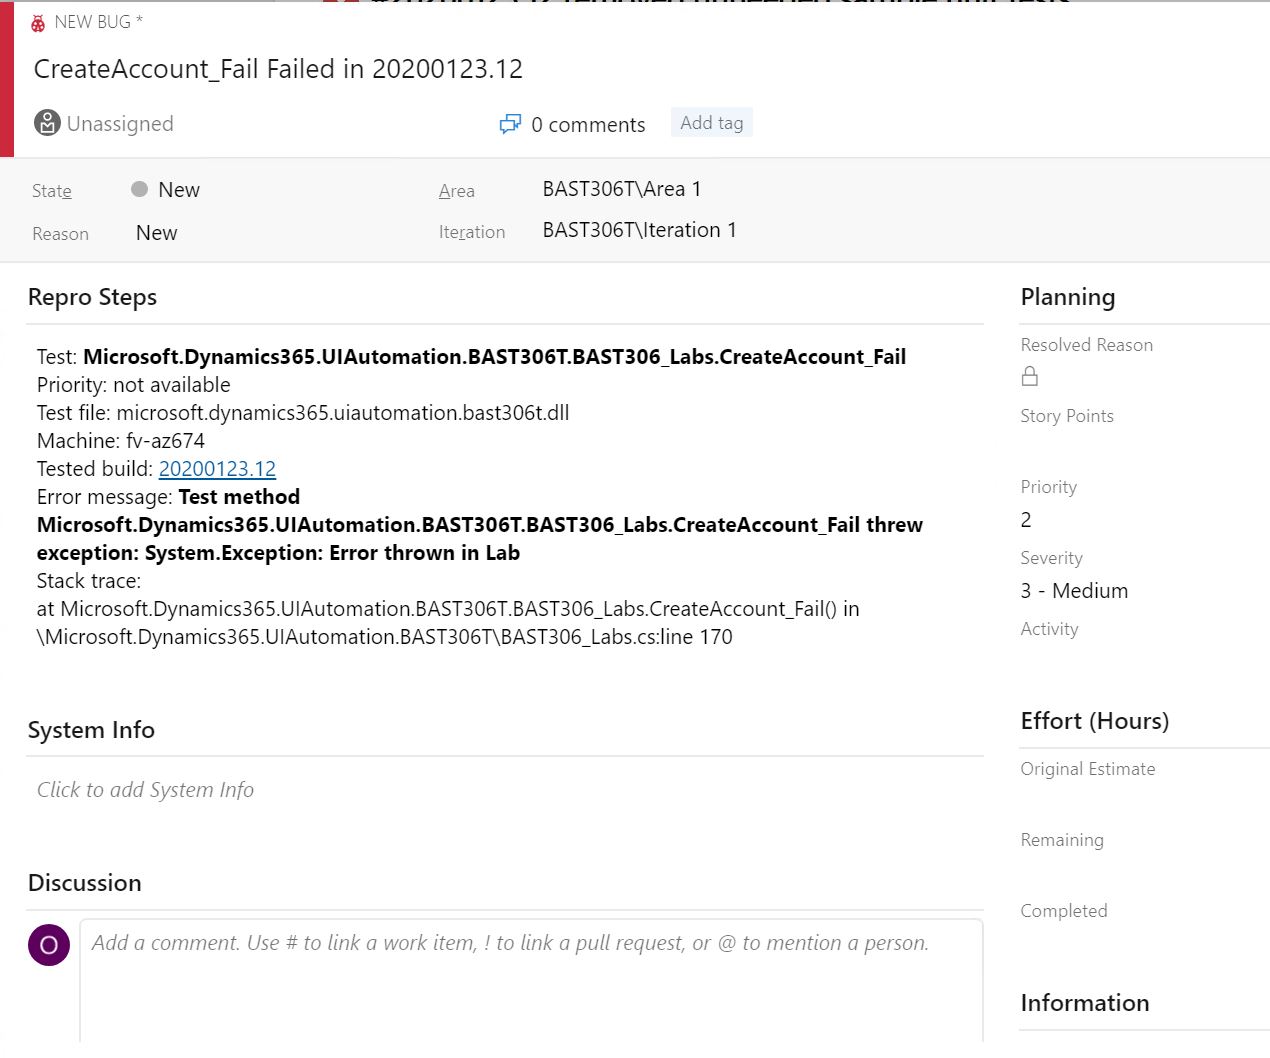 NEW BUG *
CreateAccount_Fail Failed in 20200123.12
Unassigned
0 comments
Add tag
State
New
Area
BAST306T\Area 1
Reason
New
Iteration
BAST306T\Iteration 1
Repro Steps
Test: Microsoft.Dynamics365.UIAutomation.BAST306T.BAST306_Labs.CreateAccount_Fail
Priority: not available
Test file: microsoft.dynamics365.uiautomation.bast306t.dll
Machine: fv-az674
Tested build: 20200123.12
Error message: Test method
Microsoft.Dynamics365.UIAutomation.BAST306T.BAST306_Labs.CreateAccount_Fail threw
exception: System.Exception: Error thrown in Lab
Stack trace:
at Microsoft.Dynamics365.UIAutomation.BAST306T.BAST306_Labs.CreateAccount_Fail() in
\Microsoft.Dynamics365.UIAutomation.BAST306T\BAST306_Labs.cs:line 170
System Info
Click to add System Info
Discussion
O
Add a comment. Use # to link a work item, ! to link a pull request, or @ to mention a person.
Planning
Resolved Reason
Story Points
Priority
2
Severity
3 - Medium
Activity
Effort (Hours)
Original Estimate
Remaining
Completed
Information